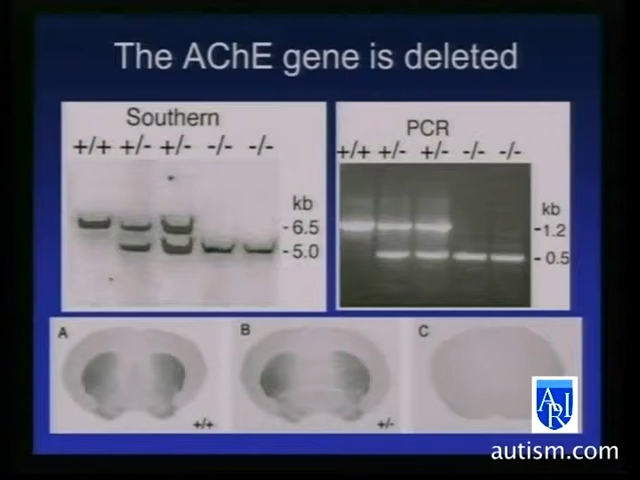 The AChE gene is deleted
Southern
+/+ +/- +/- -/- -/-
kb
-6.5
-5.0
PCR
+/+ +/- +/- -/- -/-
kb
-1.2
-0.5
A
+/+
B
+/-
C
ARI
autism.com